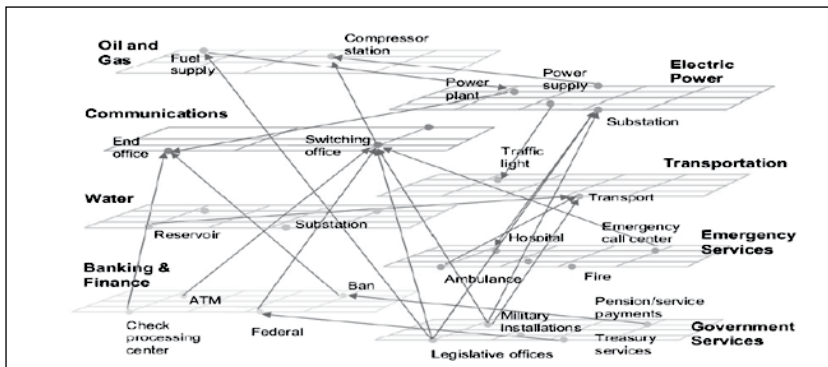 Oil and
Gas
Fuel
supply
Compressor
station
Electric
Power
Power
plant
Power
supply
Substation
Communications
End
office
Switching
office
Traffic
light
Transportation
Transport
Water
Reservoir
Substation
Hospital
Emergency
call center
Emergency
Services
Ambulance
Fire
Banking &
Finance
ATM
Ban
Check
processing
center
Federal
Military
Installations
Pension/service
payments
Government
Services
Legislative offices
Treasury
services